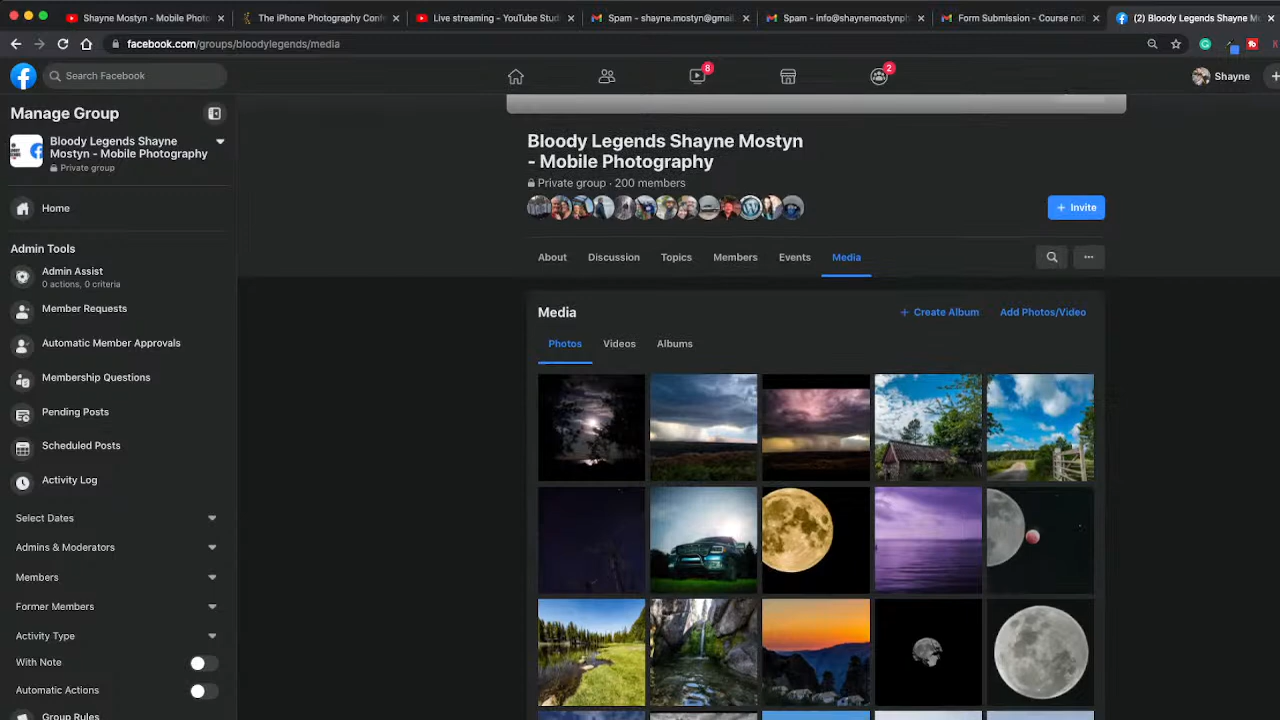 Shayne Mostyn - Mobile Photo
The iPhone Photography Conf
Live streaming - YouTube Stud
Spam - shayne.mostyn@gmai
Spam - info@shaynemostynph
Form Submission - Course not
(2) Bloody Legends Shayne M
facebook.com/groups/bloodylegends/media
Search Facebook
8
2
Shayne
Manage Group
Bloody Legends Shayne
Mostyn - Mobile Photography
Private group
Home
Admin Tools
Admin Assist
0 actions, 0 criteria
Member Requests
Automatic Member Approvals
Membership Questions
Pending Posts
Scheduled Posts
Activity Log
Select Dates
Admins & Moderators
Members
Former Members
Activity Type
With Note
Automatic Actions
Group Rules
Bloody Legends Shayne Mostyn
- Mobile Photography
Private group · 200 members
+ Invite
About
Discussion
Topics
Members
Events
Media
Media
+ Create Album
Add Photos/Video
Photos
Videos
Albums